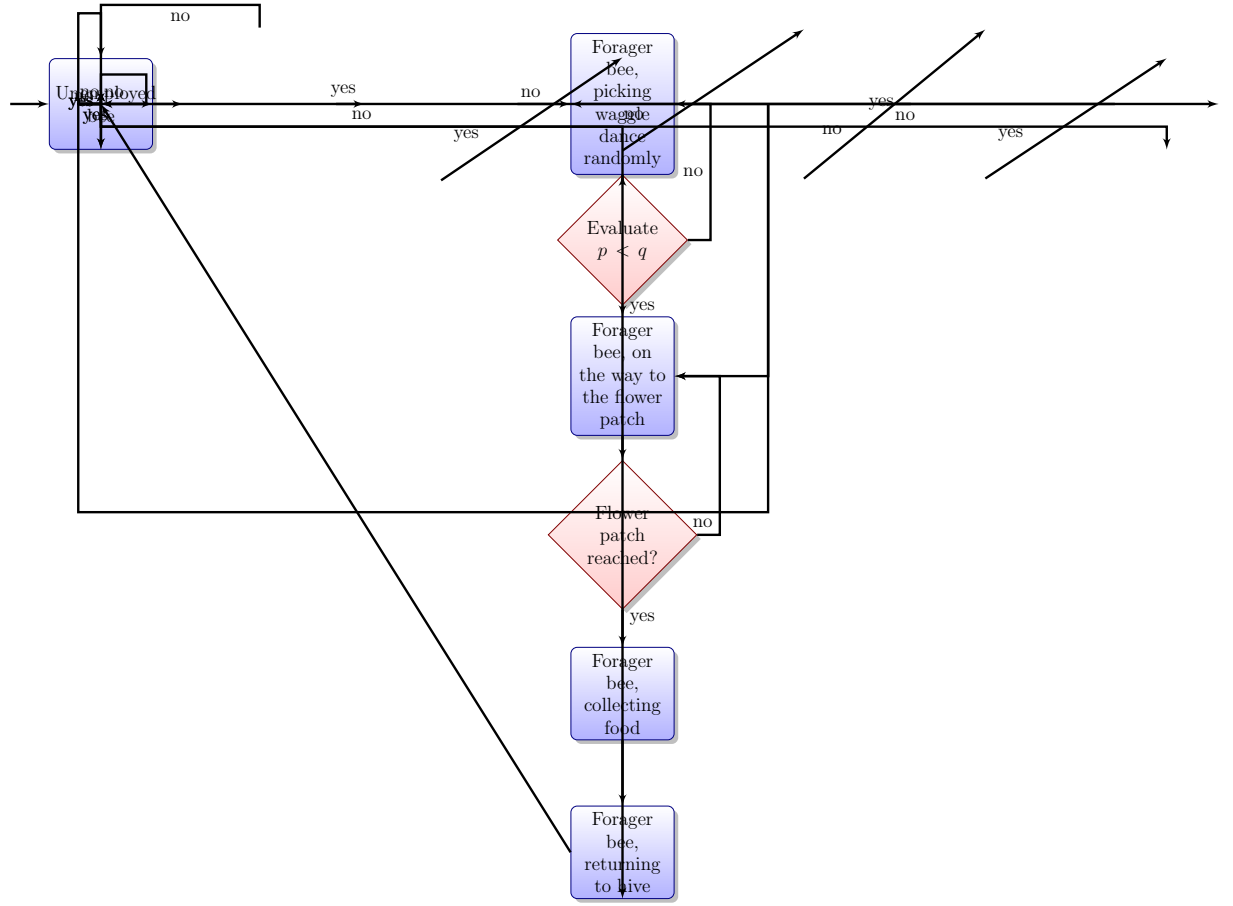 no
Unemployed
bee
yes
no
yes
no
Forager
bee,
picking
waggle
dance
randomly
no
yes
no
no
yes
no
Evaluate
p < q
yes
Forager
bee, on
the way to
the flower
patch
Flower
patch
reached?
no
yes
Forager
bee,
collecting
food
Forager
bee,
returning
to hive